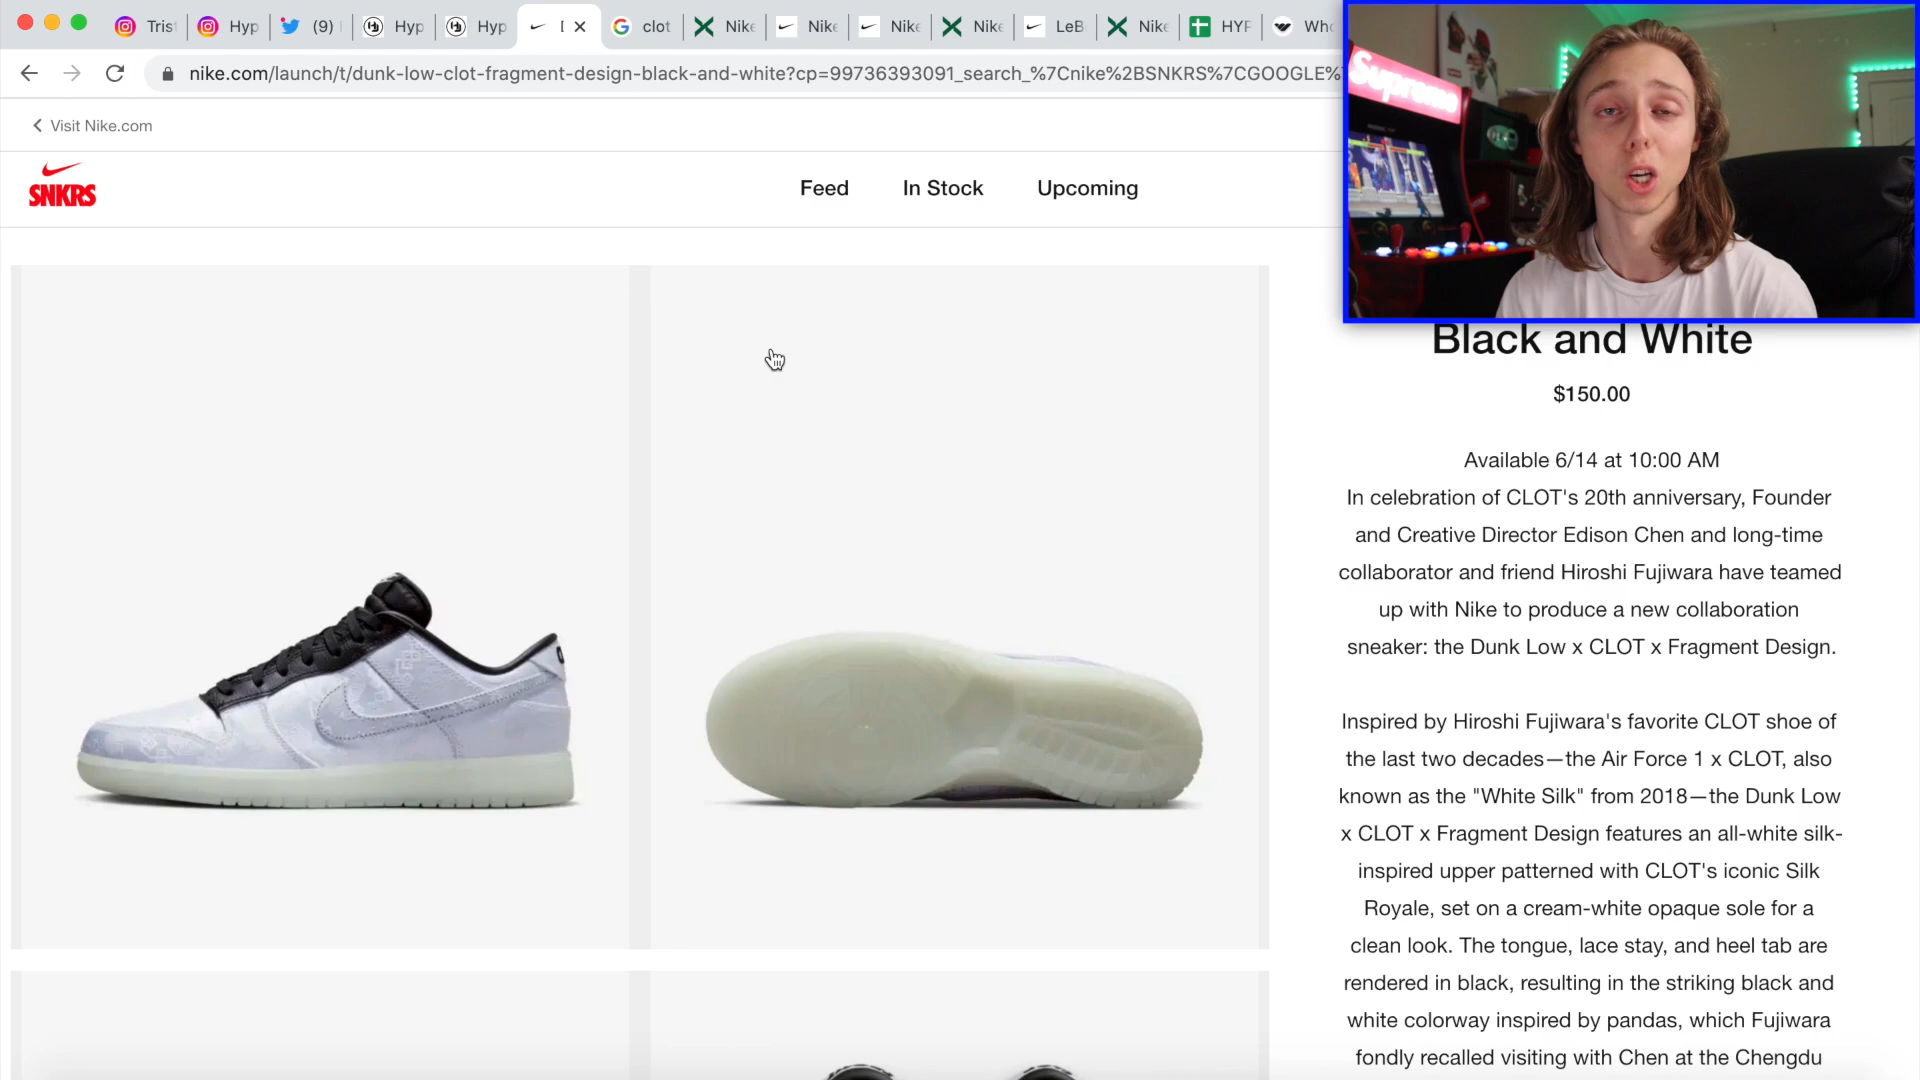 Tris
Hyp
(9)
Hyp
Hyp
clot
Nike
Nike
Nike
Nike
LeB
Nike
HYP
Who
nike.com/launch/t/dunk-low-clot-fragment-design-black-and-white?cp=99736393091_search_%7Cnike%2BSNKRS%7CGOOGLE%
Supreme
Visit Nike.com
SNKRS
Feed
In Stock
Upcoming
Black and White
$150.00
Available 6/14 at 10:00 AM
In celebration of CLOT's 20th anniversary, Founder
and Creative Director Edison Chen and long-time
collaborator and friend Hiroshi Fujiwara have teamed
up with Nike to produce a new collaboration
sneaker: the Dunk Low x CLOT x Fragment Design.
Inspired by Hiroshi Fujiwara's favorite CLOT shoe of
the last two decades—the Air Force 1 x CLOT, also
known as the "White Silk" from 2018—the Dunk Low
x CLOT x Fragment Design features an all-white silk-
inspired upper patterned with CLOT's iconic Silk
Royale, set on a cream-white opaque sole for a
clean look. The tongue, lace stay, and heel tab are
rendered in black, resulting in the striking black and
white colorway inspired by pandas, which Fujiwara
fondly recalled visiting with Chen at the Chengdu